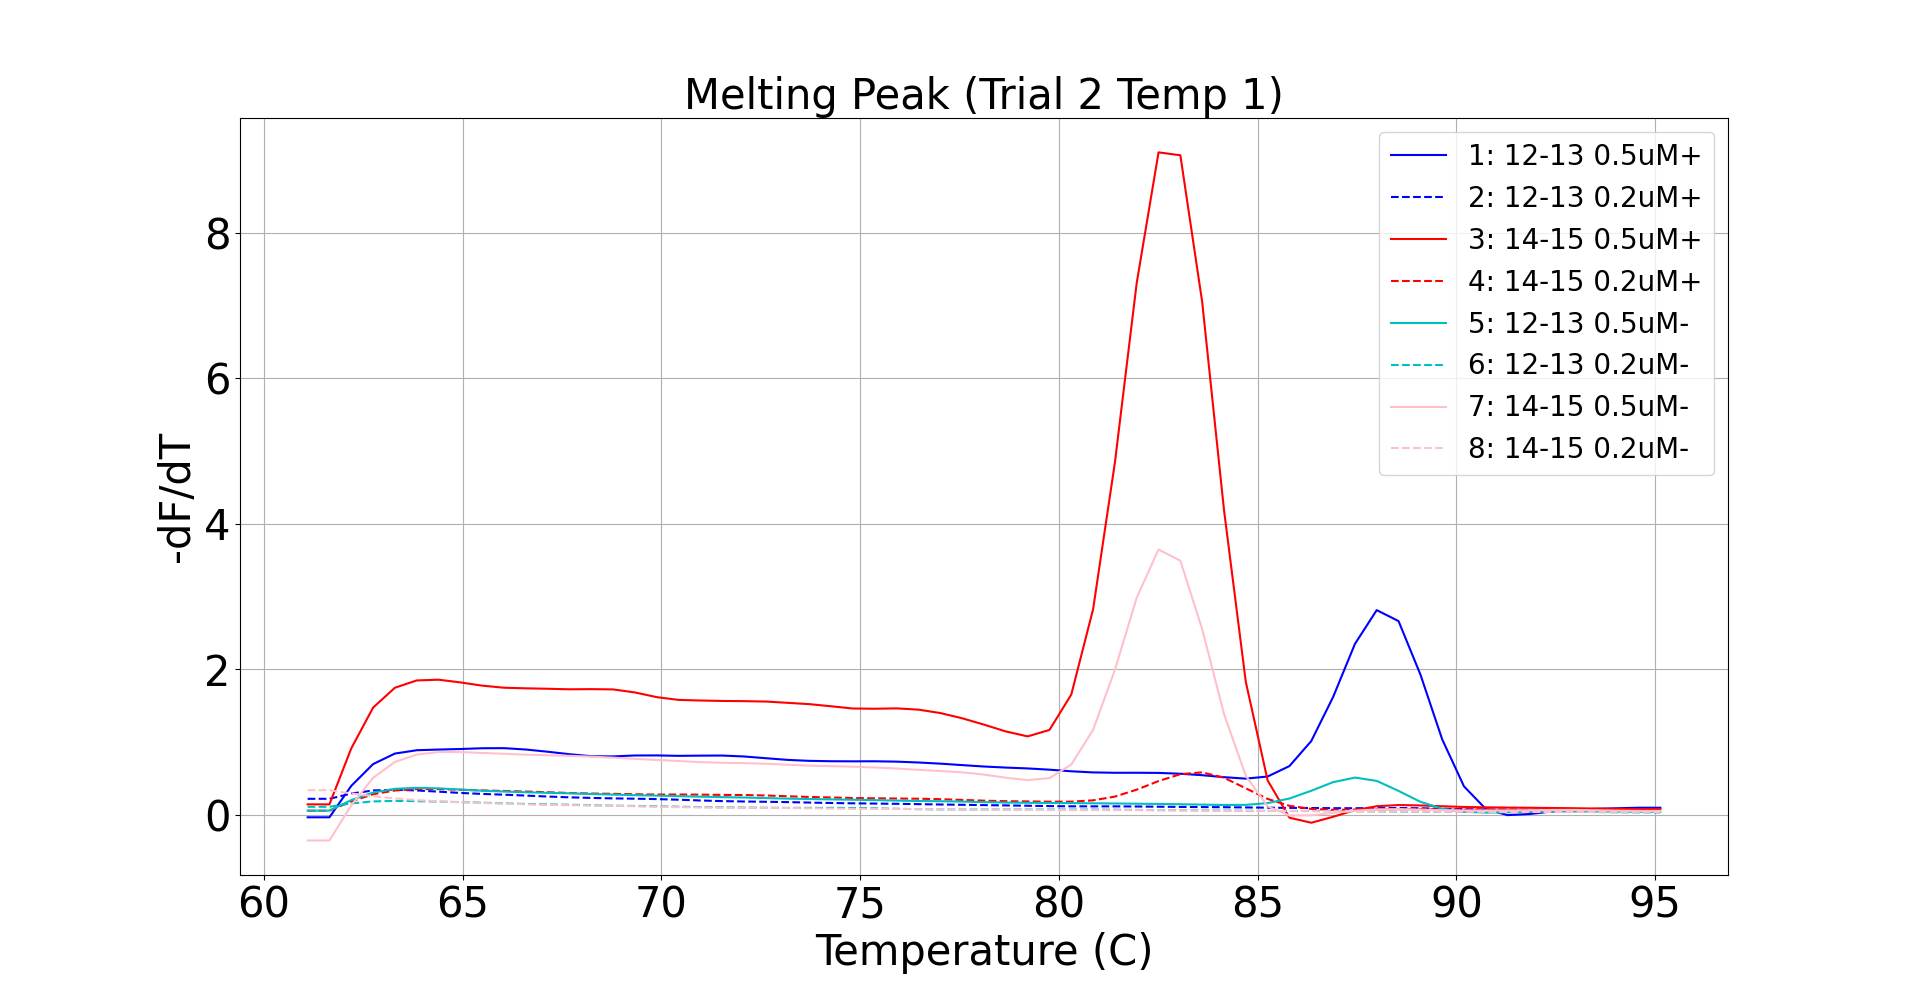 Melting Peak (Trial 2 Temp 1)
1: 12-13 0.5uM+
2: 12-13 0.2uM+
3: 14-15 0.5uM+
4: 14-15 0.2uM+
5: 12-13 0.5uM-
6: 12-13 0.2uM-
7: 14-15 0.5uM-
8: 14-15 0.2uM-
-dF/dT
8
6
4
2
0
60 65 70 75 80 85 90 95
Temperature (C)